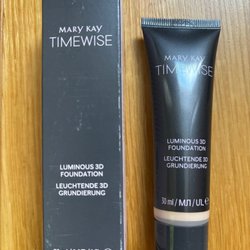 MARY KAY
TIMEWISE
LUMINOUS 3D
FOUNDATION
LEUCHTENDE 3D
GRUNDIERUNG
MARY KAY
TIMEWISE
LUMINOUS 3D
FOUNDATION
LEUCHTENDE 3D
GRUNDIERUNG
30 ml / МЛ / UL ℮